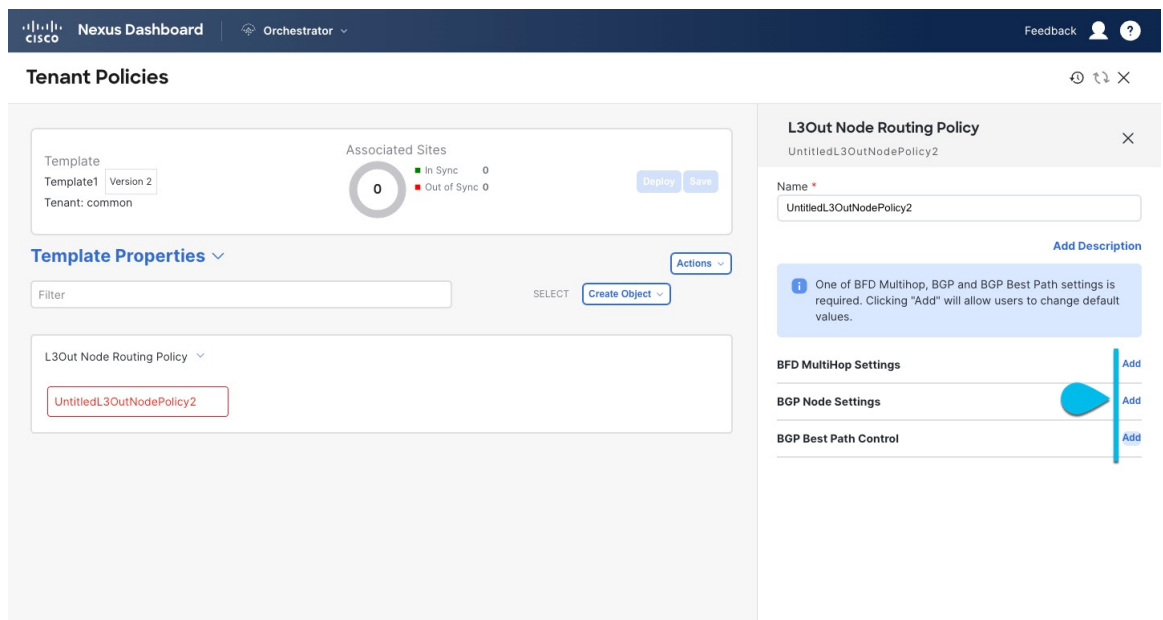 cisco Nexus Dashboard Orchestrator Feedback ?
Tenant Policies
Template
Template1 Version 2
Tenant: common
Associated Sites
0
In Sync 0
Out of Sync 0
Deploy Save
Template Properties
Actions
Filter
SELECT Create Object
L3Out Node Routing Policy
UntitledL3OutNodePolicy2
L3Out Node Routing Policy
UntitledL3OutNodePolicy2
Name *
UntitledL3OutNodePolicy2
Add Description
i One of BFD Multihop, BGP and BGP Best Path settings is
required. Clicking "Add" will allow users to change default
values.
BFD MultiHop Settings Add
BGP Node Settings Add
BGP Best Path Control Add